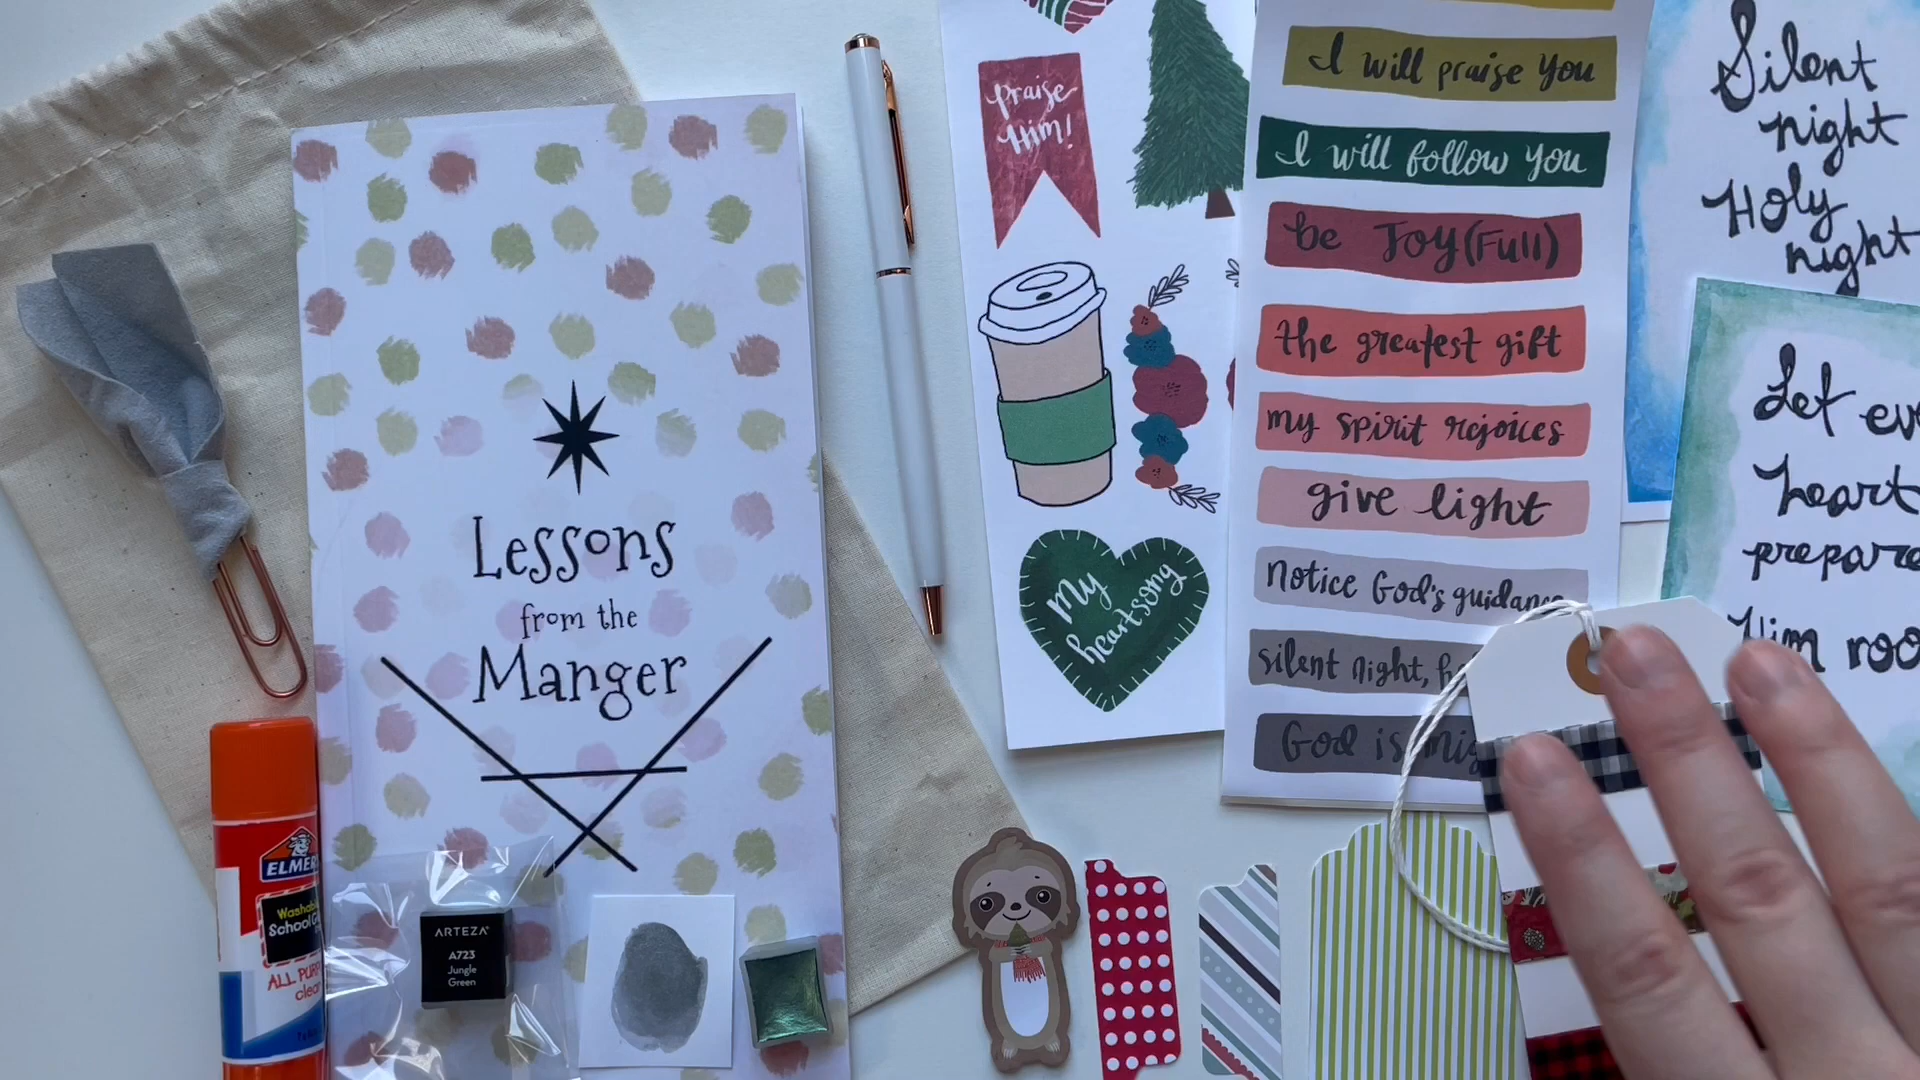 Lessons
from the
Manger
ELMER
Washab
School G
ALL PURP
clear
ARTEZA
A723
Jungle
Green
Praise
Him!
My
heartsong
I will praise you
I will follow you
be Joy(Full)
the greatest gift
my spirit rejoices
give light
notice God's guidance
silent night, h
God is mig
Silent
night
Holy
night
Let ev
heart
prepare
Him roo